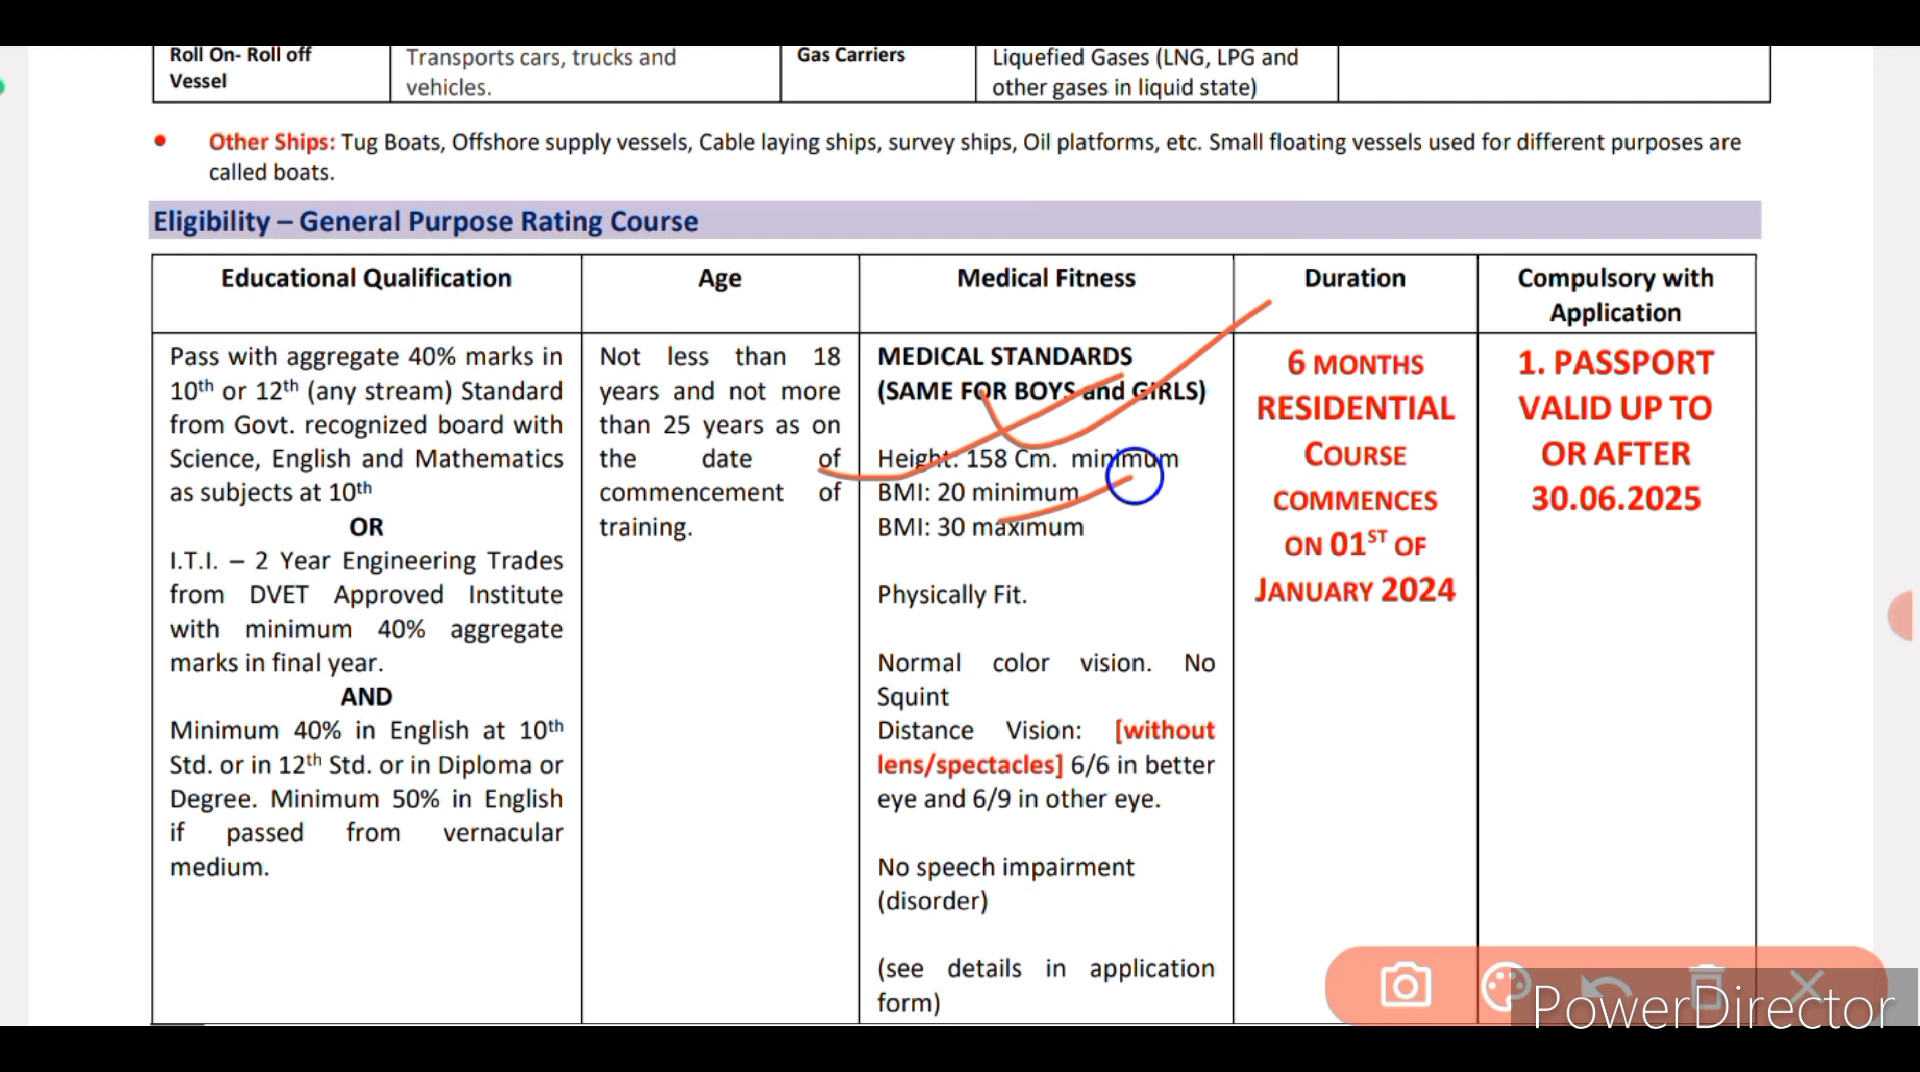 Roll On- Roll off
Vessel
Transports cars, trucks and
vehicles.
Gas Carriers
Liquefied Gases (LNG, LPG and
other gases in liquid state)
• Other Ships: Tug Boats, Offshore supply vessels, Cable laying ships, survey ships, Oil platforms, etc. Small floating vessels used for different purposes are
called boats.
Eligibility – General Purpose Rating Course
Educational Qualification
Pass with aggregate 40% marks in
10th or 12th (any stream) Standard
from Govt. recognized board with
Science, English and Mathematics
as subjects at 10th
OR
I.T.I. – 2 Year Engineering Trades
from DVET Approved Institute
with minimum 40% aggregate
marks in final year.
AND
Minimum 40% in English at 10th
Std. or in 12th Std. or in Diploma or
Degree. Minimum 50% in English
if passed from vernacular
medium.
Age
Not less than 18
years and not more
than 25 years as on
the date of
commencement of
training.
Medical Fitness
MEDICAL STANDARDS
(SAME FOR BOYS and GIRLS)
Height: 158 Cm. minimum
BMI: 20 minimum
BMI: 30 maximum
Physically Fit.
Normal color vision. No
Squint
Distance Vision: [without
lens/spectacles] 6/6 in better
eye and 6/9 in other eye.
No speech impairment
(disorder)
(see details in application
form)
Duration
6 MONTHS
RESIDENTIAL
COURSE
COMMENCES
ON 01ST OF
JANUARY 2024
Compulsory with
Application
1. PASSPORT
VALID UP TO
OR AFTER
30.06.2025
PowerDirector